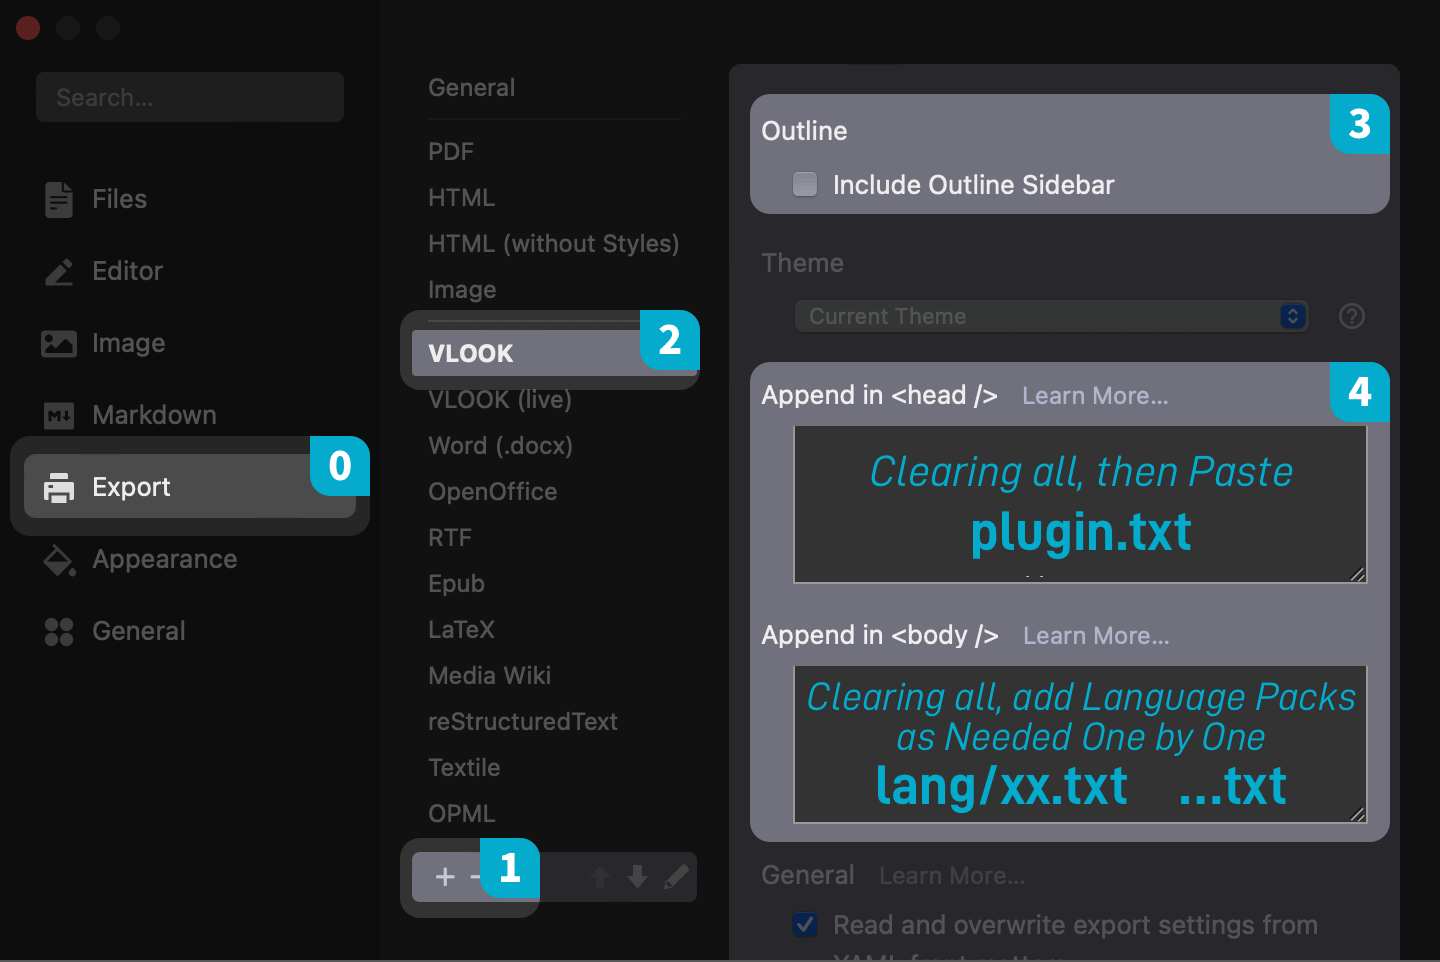 Search...
Files
Editor
Image
Markdown
Export
0
Appearance
General
General
PDF
HTML
HTML (without Styles)
Image
VLOOK
2
VLOOK (live)
Word (.docx)
OpenOffice
RTF
Epub
LaTeX
Media Wiki
reStructuredText
Textile
OPML
+ -
1
Outline
3
Include Outline Sidebar
Theme
Current Theme
?
Append in <head /> Learn More...
4
Clearing all, then Paste
plugin.txt
Append in <body /> Learn More...
Clearing all, add Language Packs
as Needed One by One
lang/xx.txt ...txt
General Learn More...
Read and overwrite export settings from